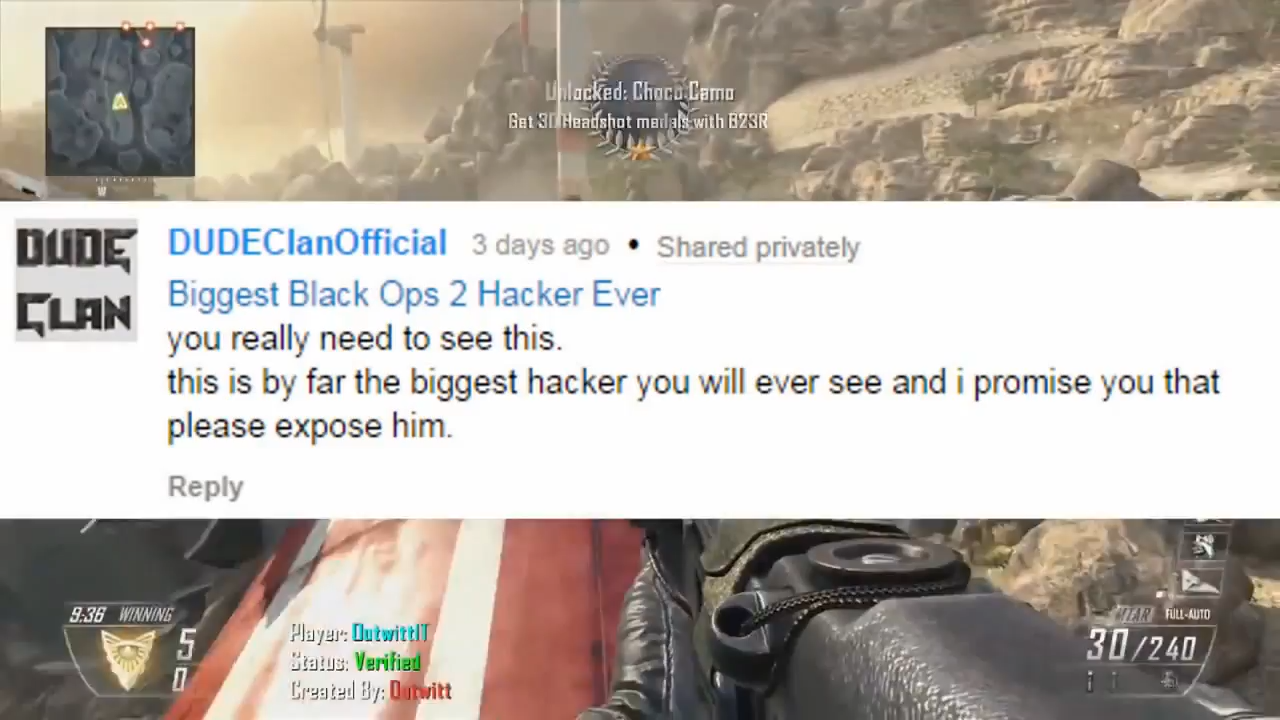 Unlocked: Choco Camo
Get 30 Headshot medals with B23R
W
DUDE
CLAN
DUDEClanOfficial 3 days ago • Shared privately
Biggest Black Ops 2 Hacker Ever
you really need to see this.
this is by far the biggest hacker you will ever see and i promise you that
please expose him.
Reply
9:36 WINNING
5
0
Player: OutwittIT
Status: Verified
Created By: Outwitt
MTAR FULL-AUTO
30/240